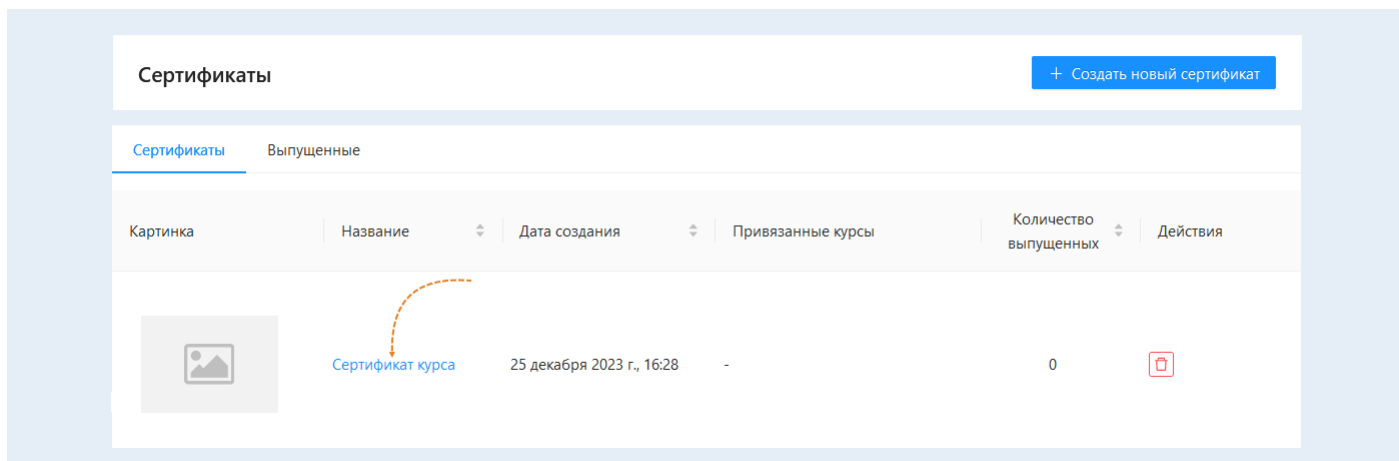 Сертификаты
+ Создать новый сертификат
Сертификаты Выпущенные
Картинка Название Дата создания Привязанные курсы Количество выпущенных Действия
Сертификат курса 25 декабря 2023 г., 16:28 - 0